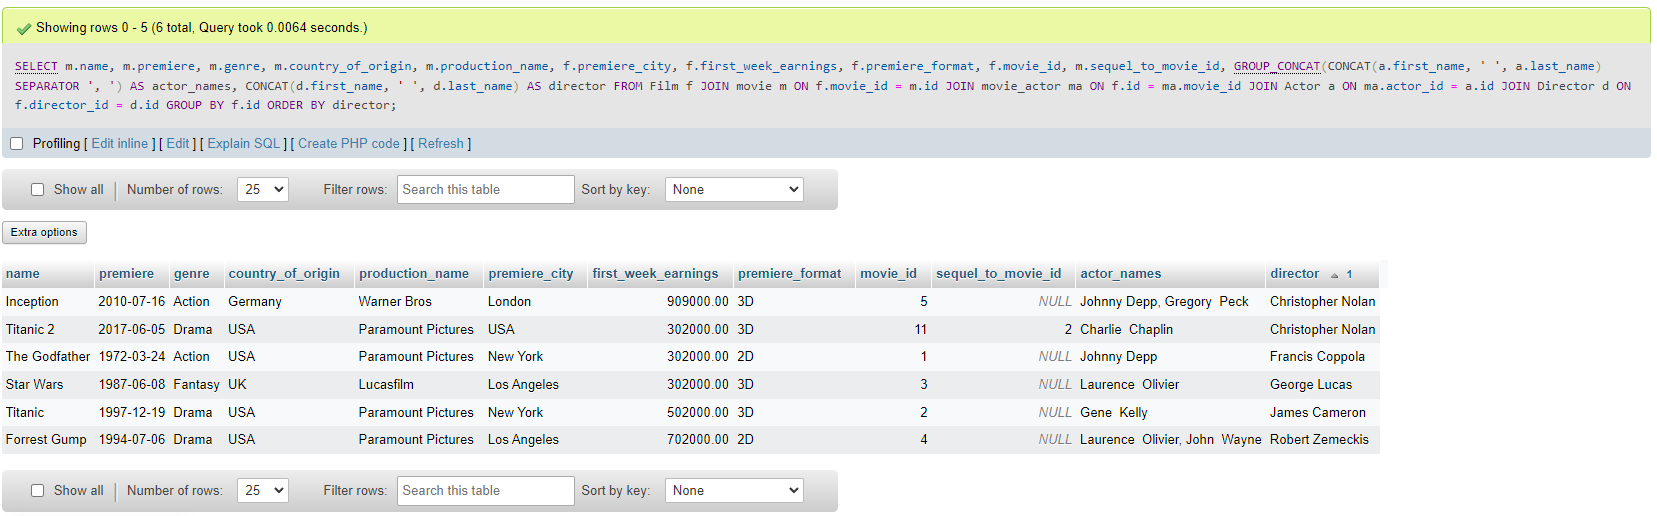 Showing rows 0 - 5 (6 total, Query took 0.0064 seconds.)
SELECT m.name, m.premiere, m.genre, m.country_of_origin, m.production_name, f.premiere_city, f.first_week_earnings, f.premiere_format, f.movie_id, m.sequel_to_movie_id, GROUP_CONCAT(CONCAT(a.first_name, ' ', a.last_name)
SEPARATOR ', ') AS actor_names, CONCAT(d.first_name, ' ', d.last_name) AS director FROM Film f JOIN movie m ON f.movie_id = m.id JOIN movie_actor ma ON f.id = ma.movie_id JOIN Actor a ON ma.actor_id = a.id JOIN Director d ON
f.director_id = d.id GROUP BY f.id ORDER BY director;
Profiling [ Edit inline ] [ Edit ] [ Explain SQL ] [ Create PHP code ] [ Refresh ]
Show all Number of rows: 25 Filter rows: Search this table Sort by key: None
Extra options
name premiere genre country_of_origin production_name premiere_city first_week_earnings premiere_format movie_id sequel_to_movie_id actor_names director 1
Inception 2010-07-16 Action Germany Warner Bros London 909000.00 3D 5 NULL Johnny Depp, Gregory Peck Christopher Nolan
Titanic 2 2017-06-05 Drama USA Paramount Pictures USA 302000.00 3D 11 2 Charlie Chaplin Christopher Nolan
The Godfather 1972-03-24 Action USA Paramount Pictures New York 302000.00 2D 1 NULL Johnny Depp Francis Coppola
Star Wars 1987-06-08 Fantasy UK Lucasfilm Los Angeles 302000.00 3D 3 NULL Laurence Olivier George Lucas
Titanic 1997-12-19 Drama USA Paramount Pictures New York 502000.00 3D 2 NULL Gene Kelly James Cameron
Forrest Gump 1994-07-06 Drama USA Paramount Pictures Los Angeles 702000.00 2D 4 NULL Laurence Olivier, John Wayne Robert Zemeckis
Show all Number of rows: 25 Filter rows: Search this table Sort by key: None